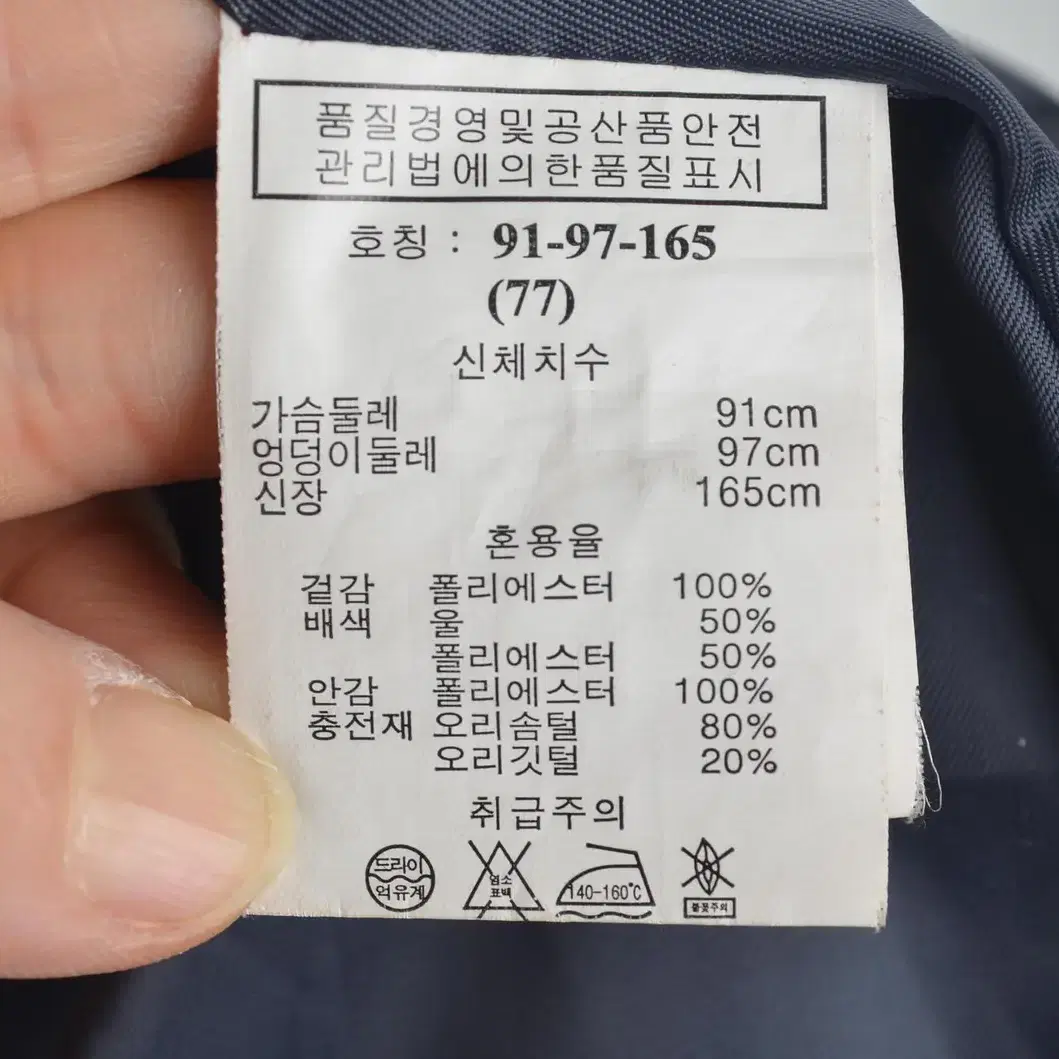 품질경영및공산품안전
관리법에의한품질표시
호칭 : 91-97-165
(77)
신체치수
가슴둘레 91cm
엉덩이둘레 97cm
신장 165cm
혼용율
겉감 폴리에스터 100%
배색 울 50%
폴리에스터 50%
안감 폴리에스터 100%
충전재 오리솜털 80%
오리깃털 20%
취급주의
드라이
억유계
염소
표백
140-160℃
불꽃주의